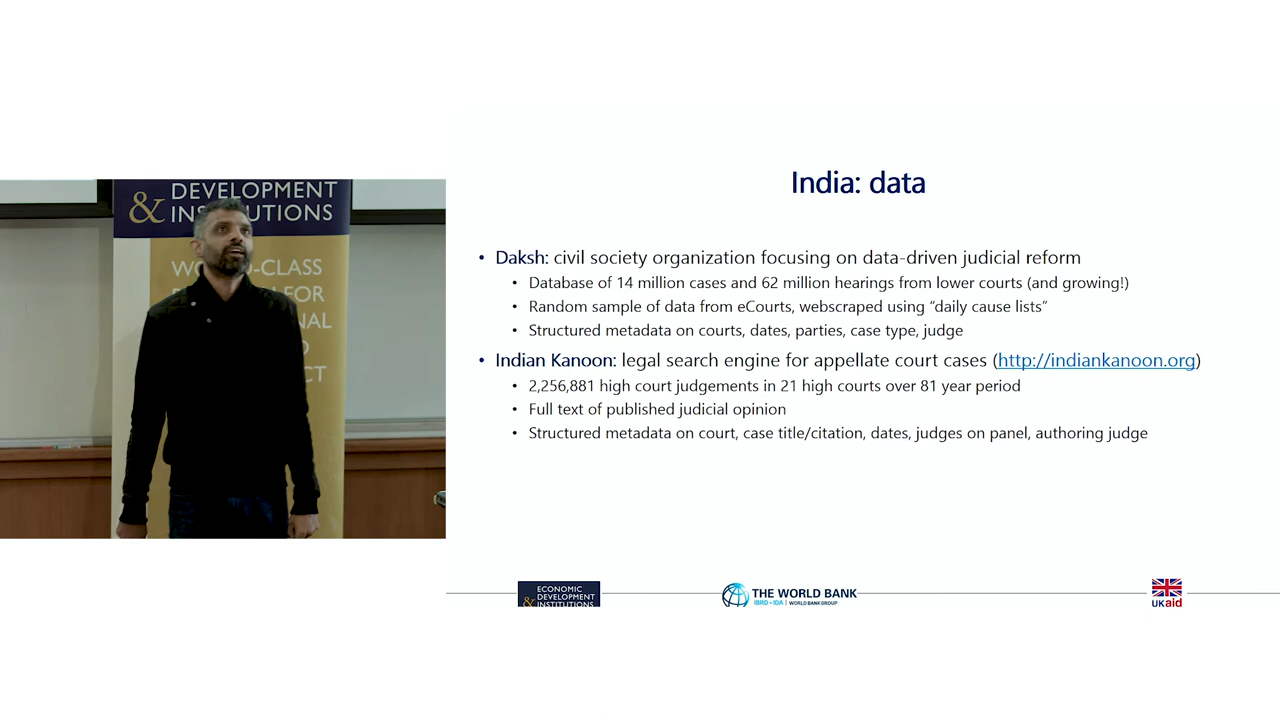 DEVELOPMENT
& INSTITUTIONS
India: data
• Daksh: civil society organization focusing on data-driven judicial reform
• Database of 14 million cases and 62 million hearings from lower courts (and growing!)
• Random sample of data from eCourts, webscraped using “daily cause lists”
• Structured metadata on courts, dates, parties, case type, judge
• Indian Kanoon: legal search engine for appellate court cases (http://indiankanoon.org)
• 2,256,881 high court judgements in 21 high courts over 81 year period
• Full text of published judicial opinion
• Structured metadata on court, case title/citation, dates, judges on panel, authoring judge
ECONOMIC
DEVELOPMENT
& INSTITUTIONS
THE WORLD BANK
IBRD • IDA | WORLD BANK GROUP
UKaid